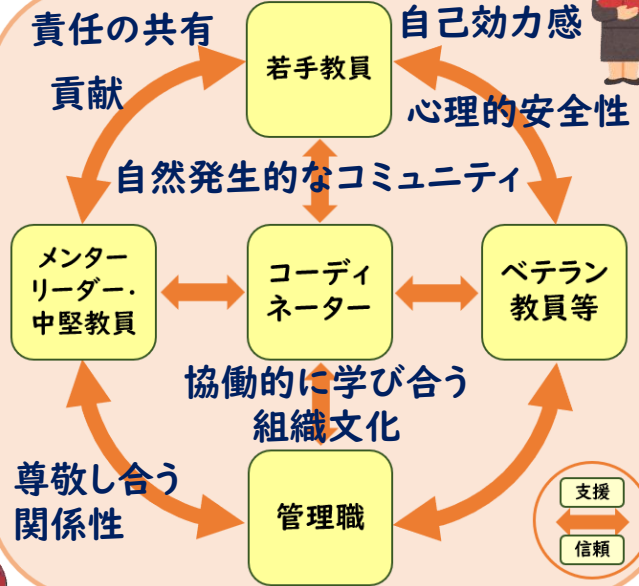 責任の共有
自己効力感
若手教員
貢献
心理的安全性
自然発生的なコミュニティ
メンター
リーダー・
中堅教員
コーディ
ネーター
ベテラン
教員等
協働的に学び合う
組織文化
尊敬し合う
関係性
管理職
支援
信頼